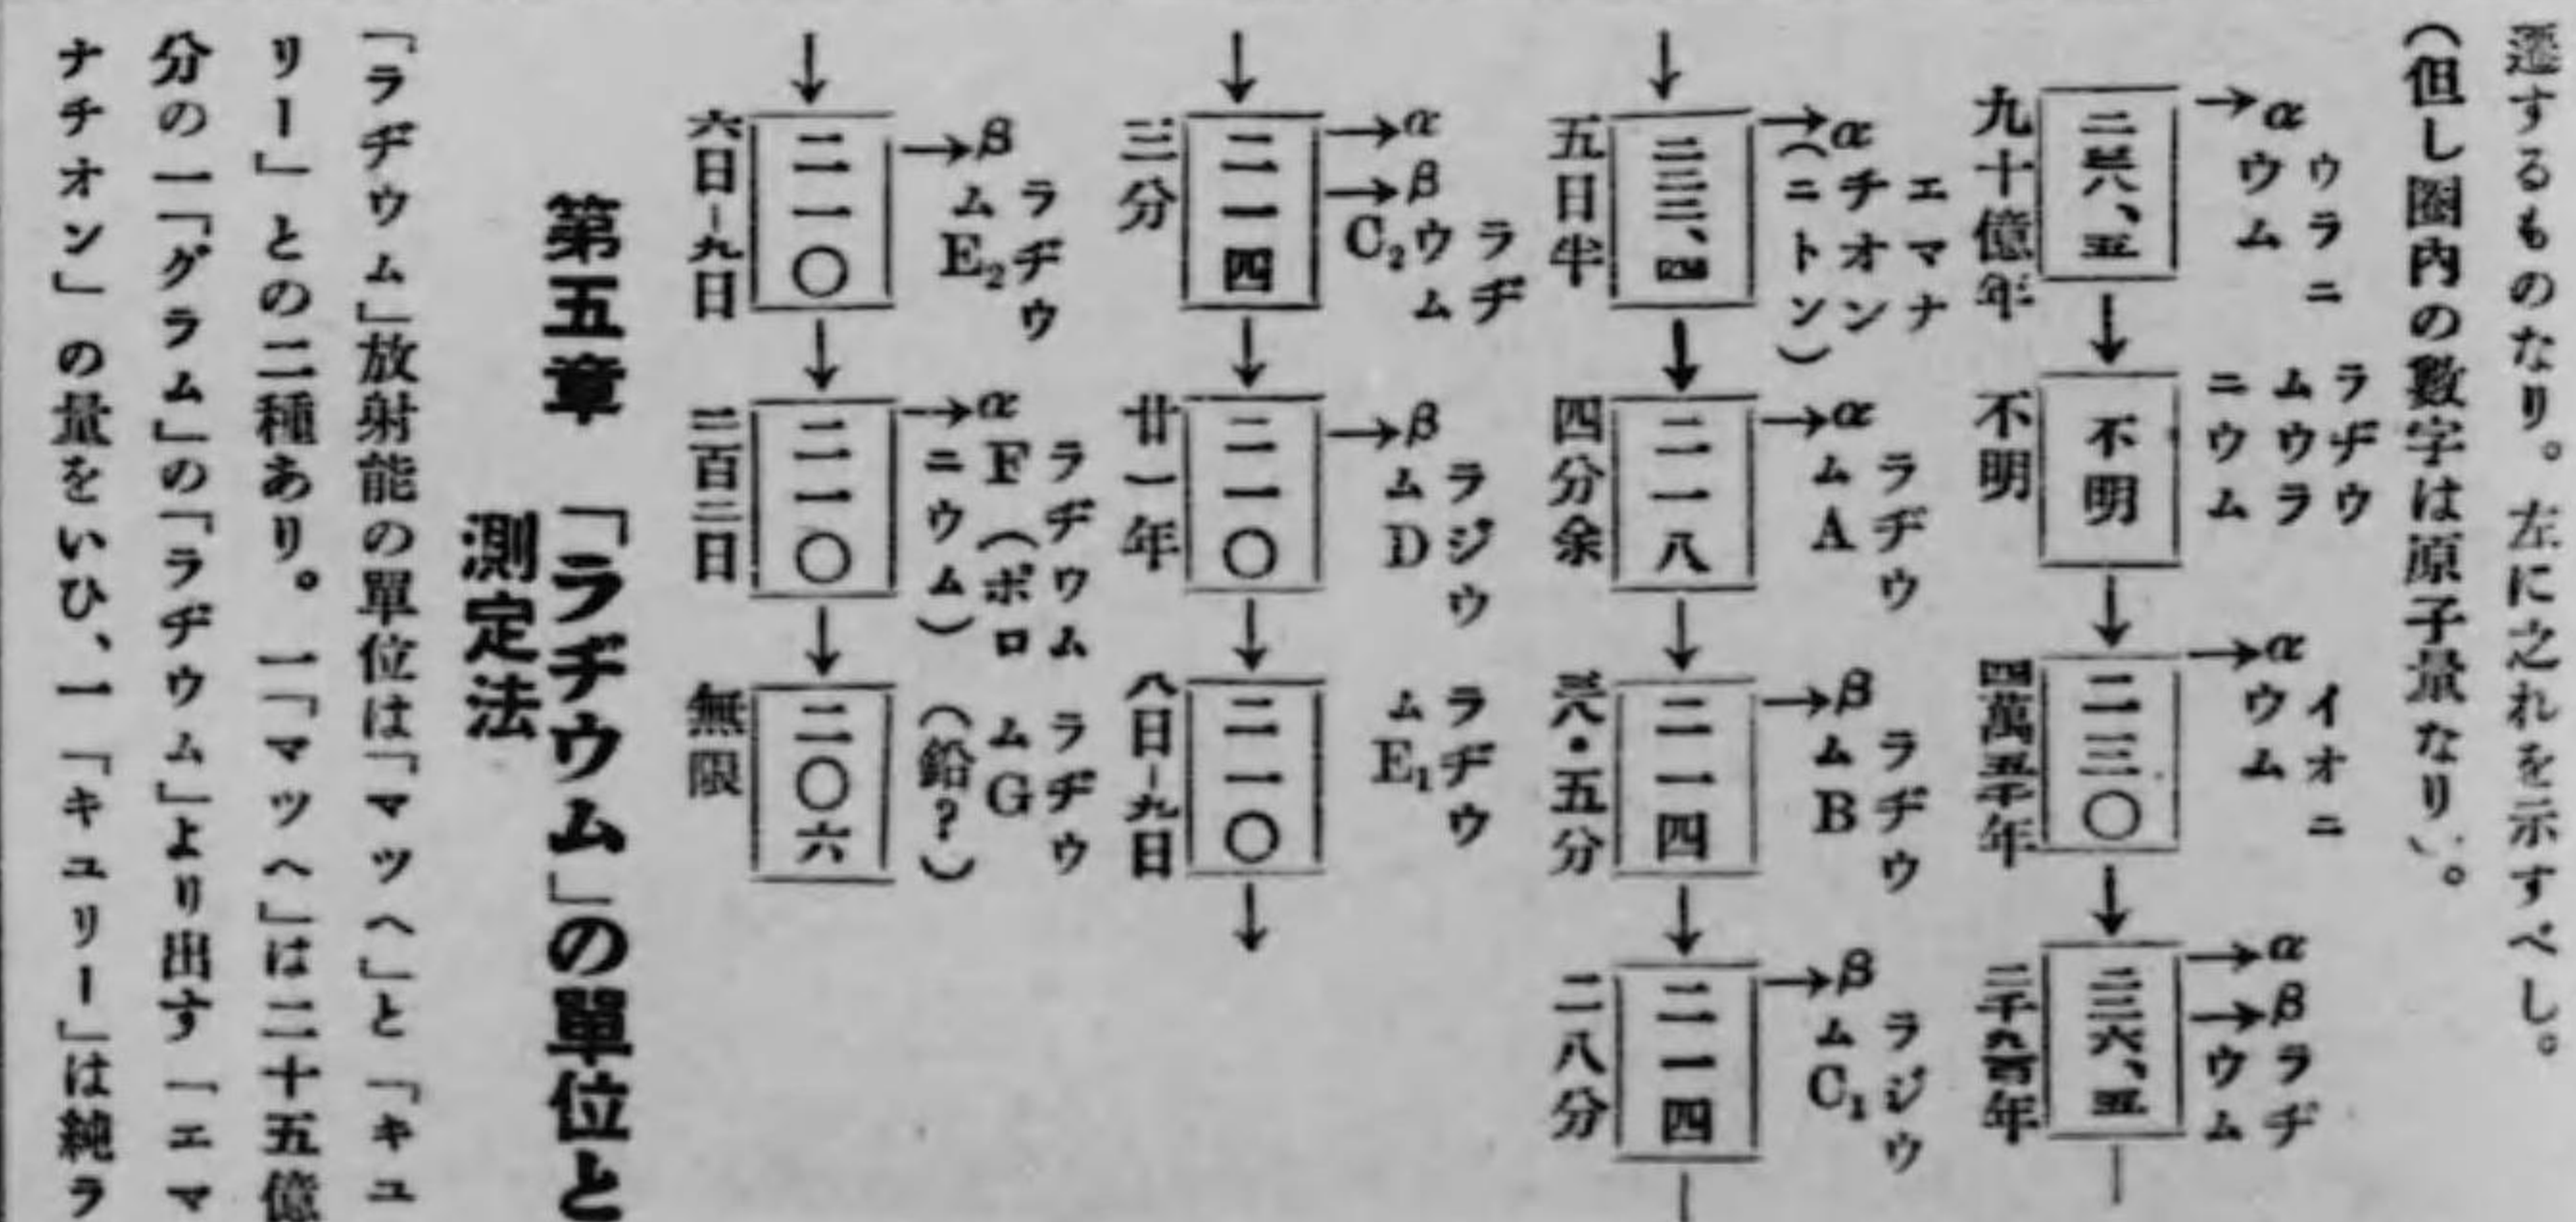 遷するものなり。左に之れを示すべし。
(但し圏内の數字は原子量なり)。
→α ウラニウム
二三八、五
九十億年
↓
ラヂウムウラニウム
不明
不明
↓
→α イオニウム
二三〇
四萬五千年
↓
→α →β ラヂウム
二二六、五
二千九百年
↓
→α エマナチオン(ニトン)
二二二、四
五日半
↓
→α ラヂウムA
二一八
四分余
↓
→β ラヂウムB
二一四
二六・五分
↓
→β ラジウムC₁
二一四
二八分
↓
→α →β ラヂウムC₂
二一四
三分
↓
→β ラジウムD
二一〇
廿一年
↓
ラヂウムE₁
二一〇
八日-九日
↓
↓
→β ラヂウムE₂
二一〇
六日-九日
↓
→α ラヂウムF(ポロニウム)
二一〇
二百三日
↓
ラヂウムG(鉛?)
二〇六
無限
第五章 「ラヂウム」の單位と
測定法
「ラヂウム」放射能の單位は「マツヘ」と「キユ
リー」との二種あり。一「マツヘ」は二十五億
分の一「グラム」の「ラヂウム」より出す「エマ
ナチオン」の量をいひ、一「キユリー」は純ラ